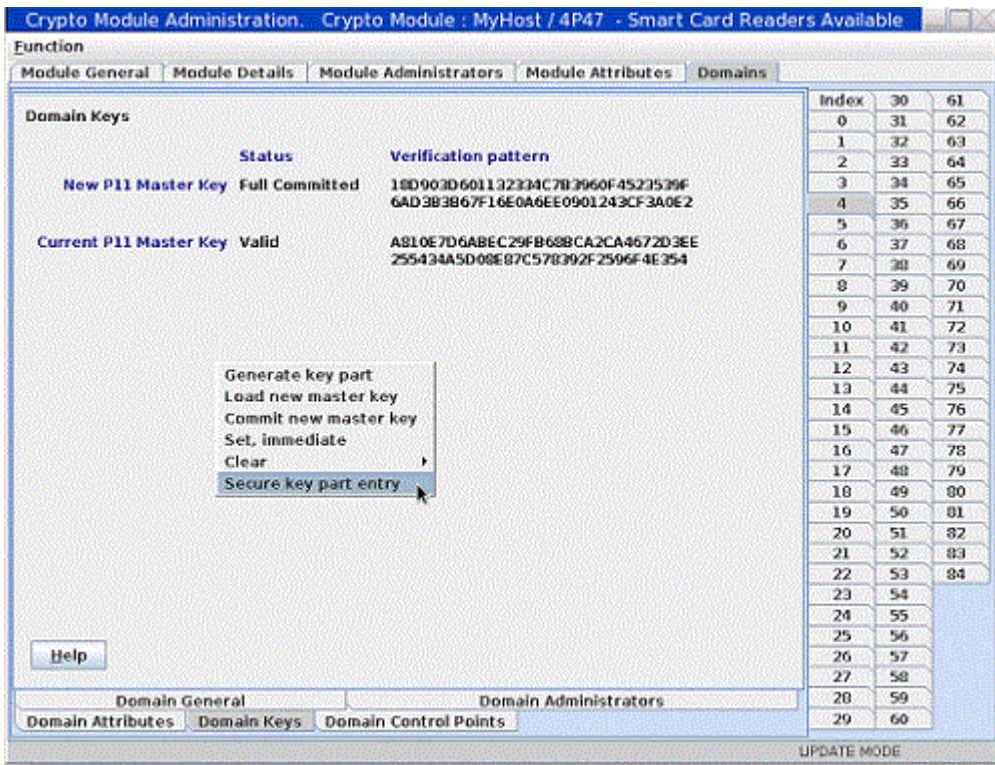 Crypto Module Administration. Crypto Module : MyHost / 4P47 - Smart Card Readers Available
Function
Module General Module Details Module Administrators Module Attributes Domains
Domain Keys
Status Verification pattern
New P11 Master Key Full Committed 18D903D601132334C7B3960F4523539F
6AD3B3B67F16E0A6EE0901243CF3A0E2
Current P11 Master Key Valid A810E7D6ABEC29FB68BCA2CA4672D3EE
255434A5D08E87C578392F2596F4E354
Generate key part
Load new master key
Commit new master key
Set, immediate
Clear
Secure key part entry
Help
Domain General Domain Administrators
Domain Attributes Domain Keys Domain Control Points
Index 30 61
0 31 62
1 32 63
2 33 64
3 34 65
4 35 66
5 36 67
6 37 68
7 38 69
8 39 70
9 40 71
10 41 72
11 42 73
12 43 74
13 44 75
14 45 76
15 46 77
16 47 78
17 48 79
18 49 80
19 50 81
20 51 82
21 52 83
22 53 84
23 54
24 55
25 56
26 57
27 58
28 59
29 60
UPDATE MODE